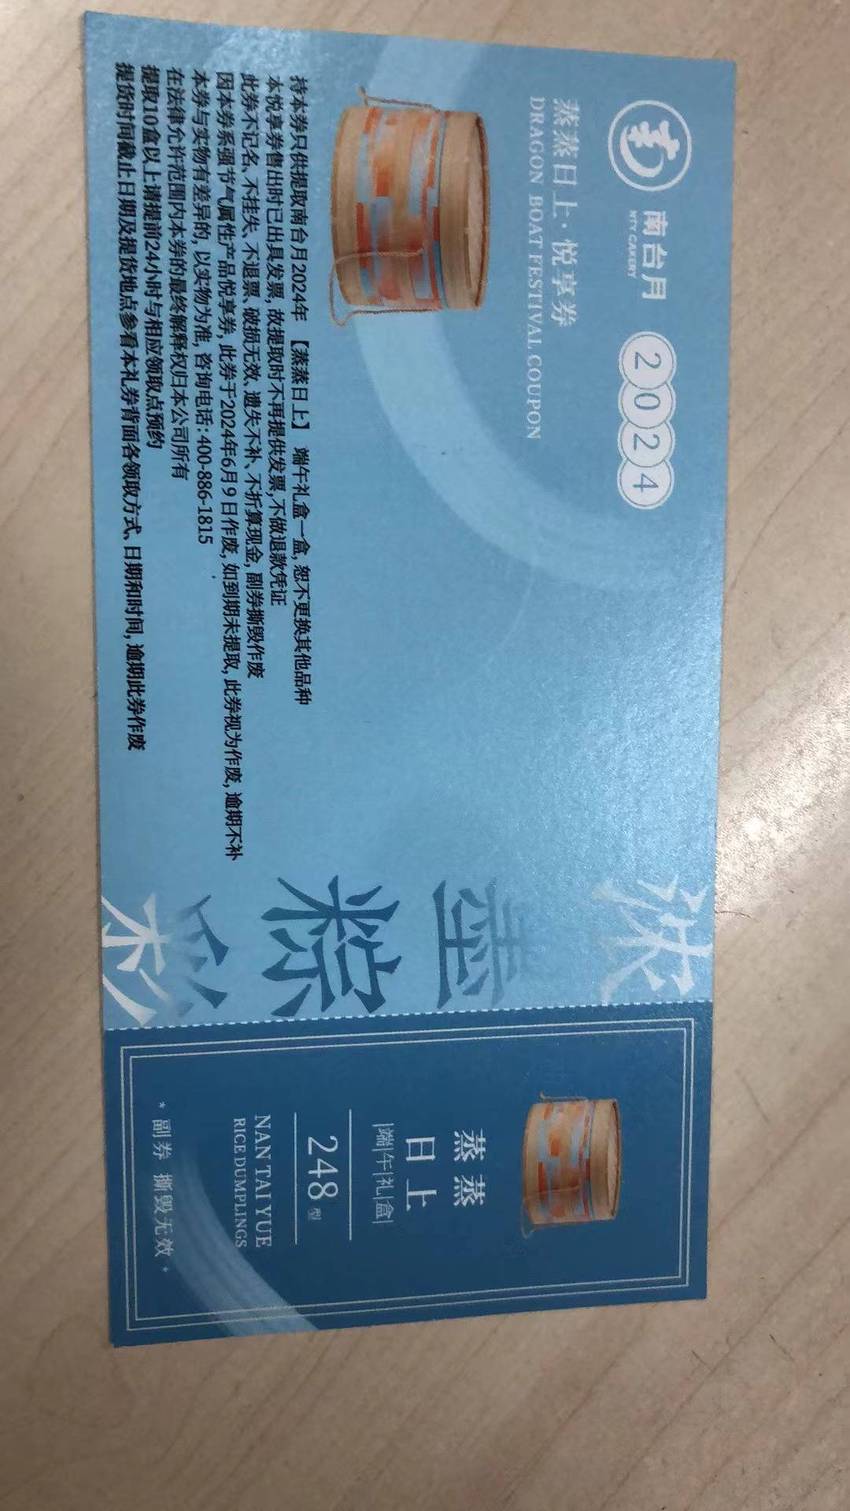 南台月
NTY CAKERY
2024
蒸蒸日上·悦享券
DRAGON BOAT FESTIVAL COUPON
持本券只供提取南台月2024年 【蒸蒸日上】 端午礼盒一盒, 恕不更换其他品种
本悦享券售出时已出具发票, 故提取时不再提供发票,不做退款凭证
此券不记名、不挂失、不退票、破损无效、遗失不补、不折算现金, 副券撕毁作废
因本券系强节气属性产品悦享券, 此券于2024年6月9日作废, 如到期未提取, 此券视为作废, 逾期不补
本券与实物有差异的, 以实物为准, 咨询电话: 400-886-1815
在法律允许范围内本券的最终解释权归本公司所有
提取10盒以上请提前24小时与相应领取点预约
提货时间截止日期及提货地点参看本礼券背面各领取方式、日期和时间, 逾期此券作废
浓墨粽彩
蒸蒸
日上
|端|午|礼|盒|
248型
NAN TAI YUE
RICE DUMPLINGS
* 副券 撕毁无效 *